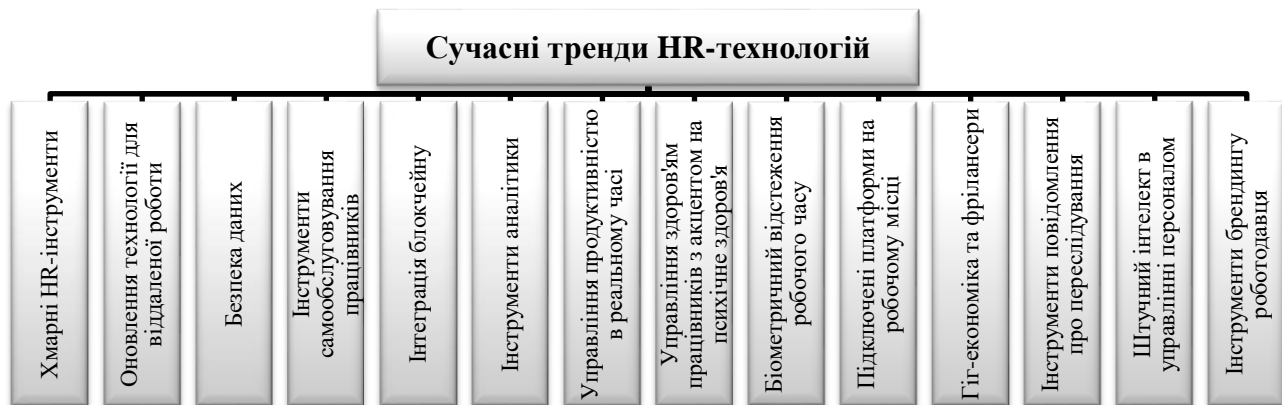 Сучасні тренди HR-технологій
Хмарні HR-інструменти
Оновлення технології для
віддаленої роботи
Безпека даних
Інструменти
самообслуговування
працівників
Інтеграція блокчейну
Інструменти аналітики
Управління продуктивністю
в реальному часі
Управління здоров'ям
працівників з акцентом на
психічне здоров'я
Біометричний відстеження
робочого часу
Підключені платформи на
робочому місці
Гіг-економіка та фрілансери
Інструменти повідомлення
про переслідування
Штучний інтелект в
управлінні персоналом
Інструменти брендингу
роботодавця